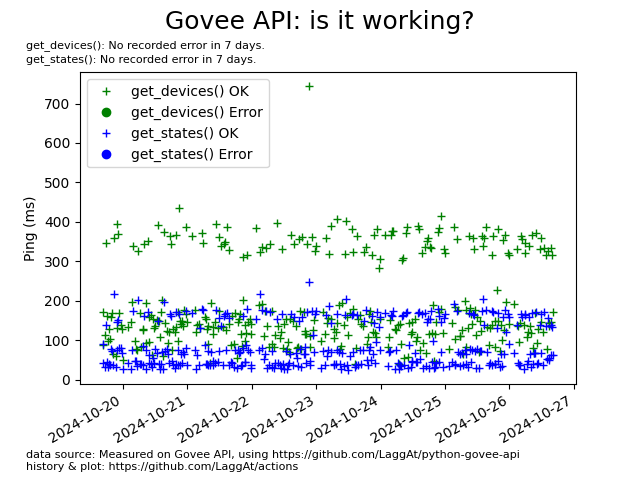 Govee API: is it working?
get_devices(): No recorded error in 7 days.
get_states(): No recorded error in 7 days.
get_devices() OK
get_devices() Error
get_states() OK
get_states() Error
Ping (ms)
700
600
500
400
300
200
100
0
2024-10-20
2024-10-21
2024-10-22
2024-10-23
2024-10-24
2024-10-25
2024-10-26
2024-10-27
data source: Measured on Govee API, using https://github.com/LaggAt/python-govee-api
history & plot: https://github.com/LaggAt/actions